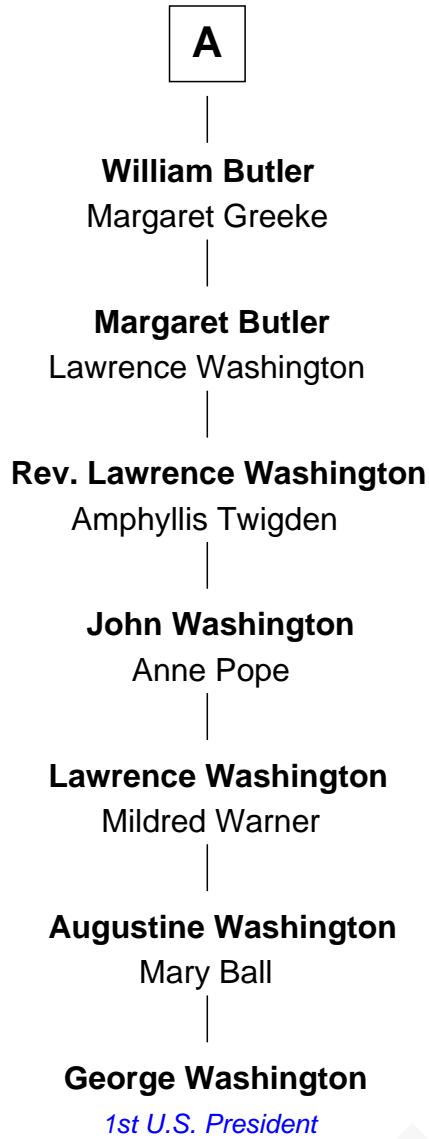 A
William Butler
Margaret Greeke
Margaret Butler
Lawrence Washington
Rev. Lawrence Washington
Amphyllis Twigden
John Washington
Anne Pope
Lawrence Washington
Mildred Warner
Augustine Washington
Mary Ball
George Washington
1st U.S. President